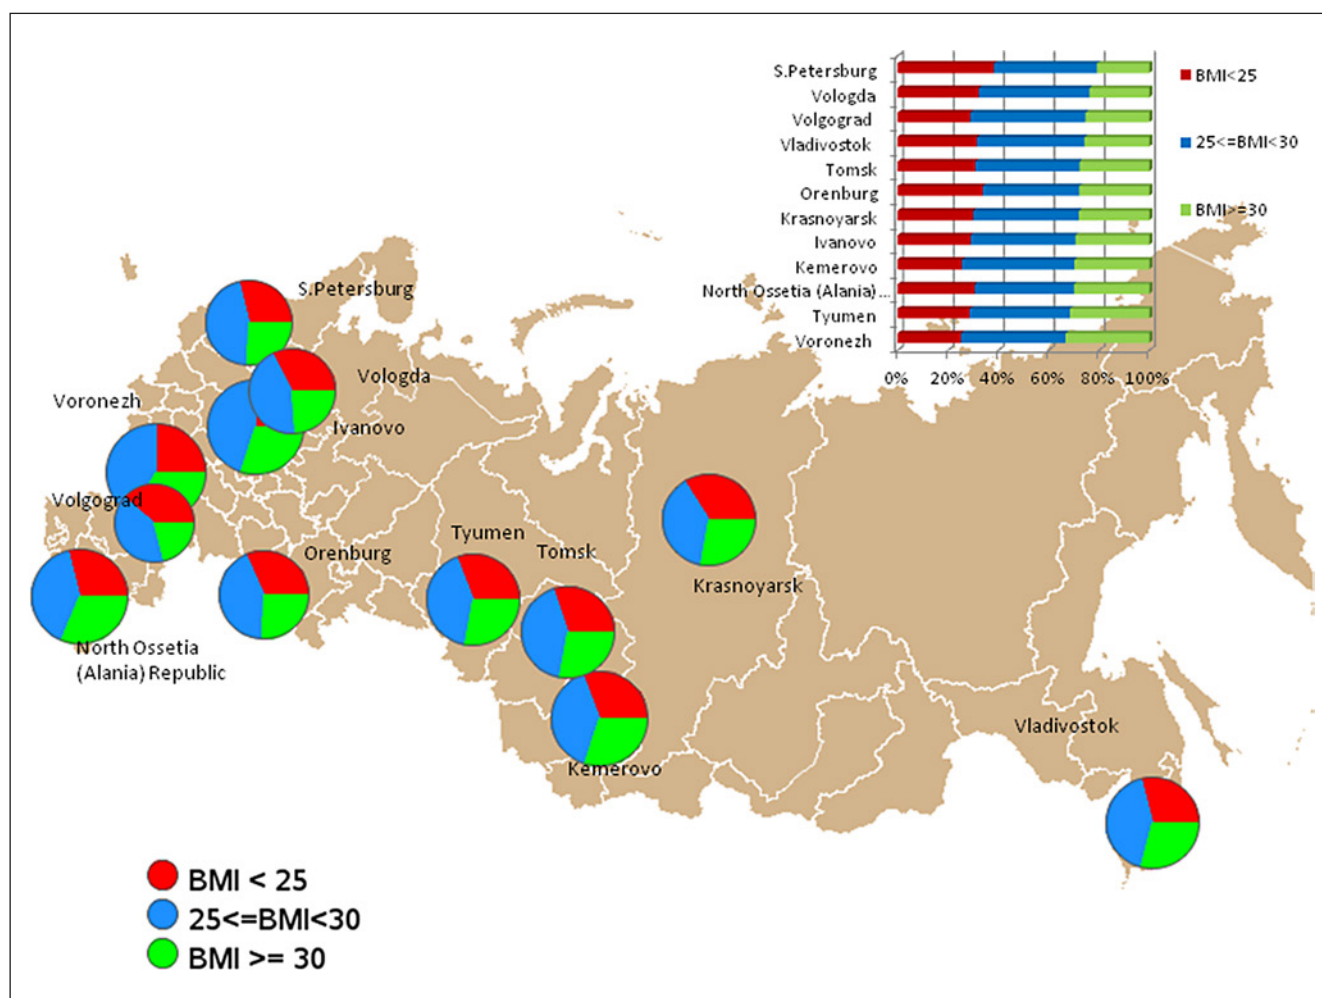 S.Petersburg
Vologda
Volgograd
Vladivostok
Tomsk
Orenburg
Krasnoyarsk
Ivanovo
Kemerovo
North Ossetia (Alania) ...
Tyumen
Voronezh
0% 20% 40% 60% 80% 100%
BMI<25
25<=BMI<30
BMI>=30
S.Petersburg
Vologda
Voronezh
Ivanovo
Volgograd
Tyumen
Tomsk
Orenburg
Krasnoyarsk
North Ossetia
(Alania) Republic
Vladivostok
Kemerovo
BMI < 25
25<=BMI<30
BMI >= 30